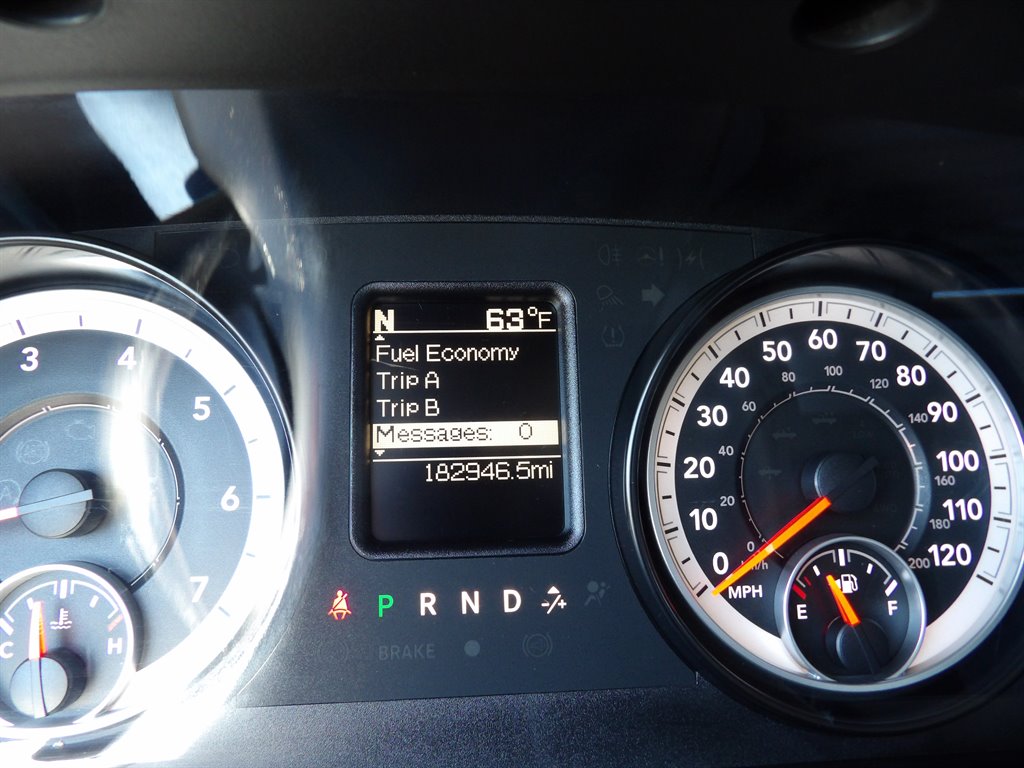 N 63°F
Fuel Economy
Trip A
Trip B
Messages: 0
182946.5mi
P R N D -/+
BRAKE
3
4
5
6
7
C H
0
10
20
30
40
50
60
70
80
90
100
110
120
MPH
0
20
40
60
80
100
120
140
160
180
200
km/h
E F